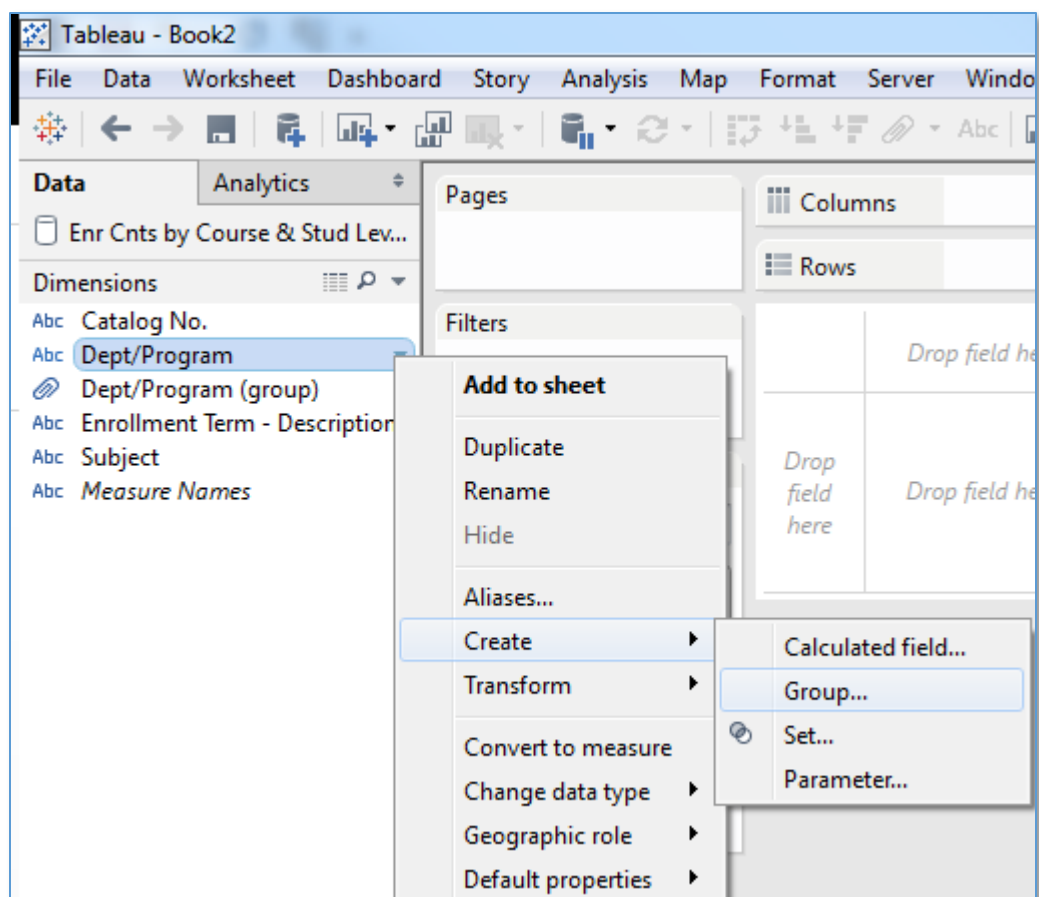 Tableau - Book2
File Data Worksheet Dashboard Story Analysis Map Format Server Windo
Abc
Data Analytics
Enr Cnts by Course & Stud Lev...
Dimensions
Abc Catalog No.
Abc Dept/Program
Dept/Program (group)
Abc Enrollment Term - Description
Abc Subject
Abc Measure Names
Pages
Filters
Columns
Rows
Drop field he
Drop
field
here
Drop field he
Add to sheet
Duplicate
Rename
Hide
Aliases...
Create
Transform
Convert to measure
Change data type
Geographic role
Default properties
Calculated field...
Group...
Set...
Parameter...